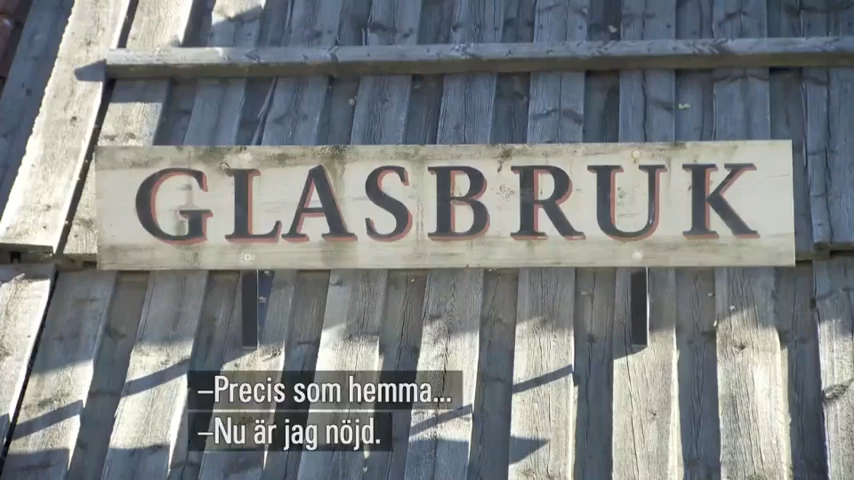 GLASBRUK
–Precis som hemma...
–Nu är jag nöjd.